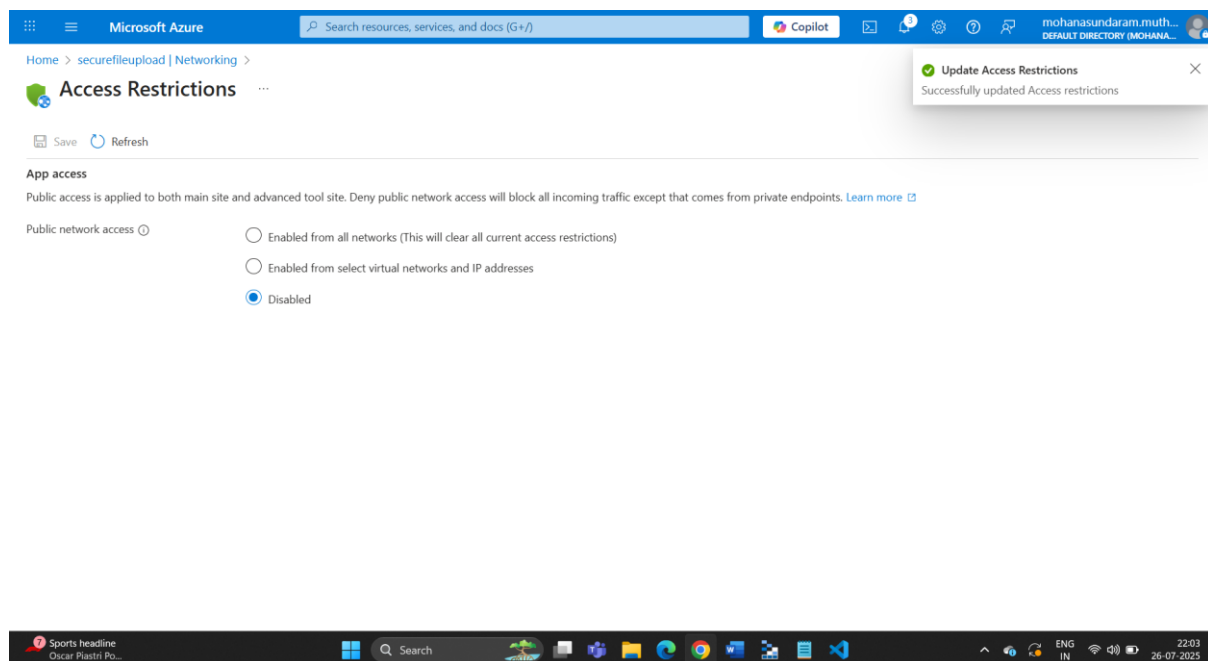 Microsoft Azure
Search resources, services, and docs (G+/)
Copilot
3
mohanasundaram.muth...
DEFAULT DIRECTORY (MOHANA...
Home > securefileupload | Networking >
Access Restrictions ...
Update Access Restrictions
Successfully updated Access restrictions
Save Refresh
App access
Public access is applied to both main site and advanced tool site. Deny public network access will block all incoming traffic except that comes from private endpoints. Learn more
Public network access
Enabled from all networks (This will clear all current access restrictions)
Enabled from select virtual networks and IP addresses
Disabled
7
Sports headline
Oscar Piastri Po...
Search
ENG
IN
22:03
26-07-2025